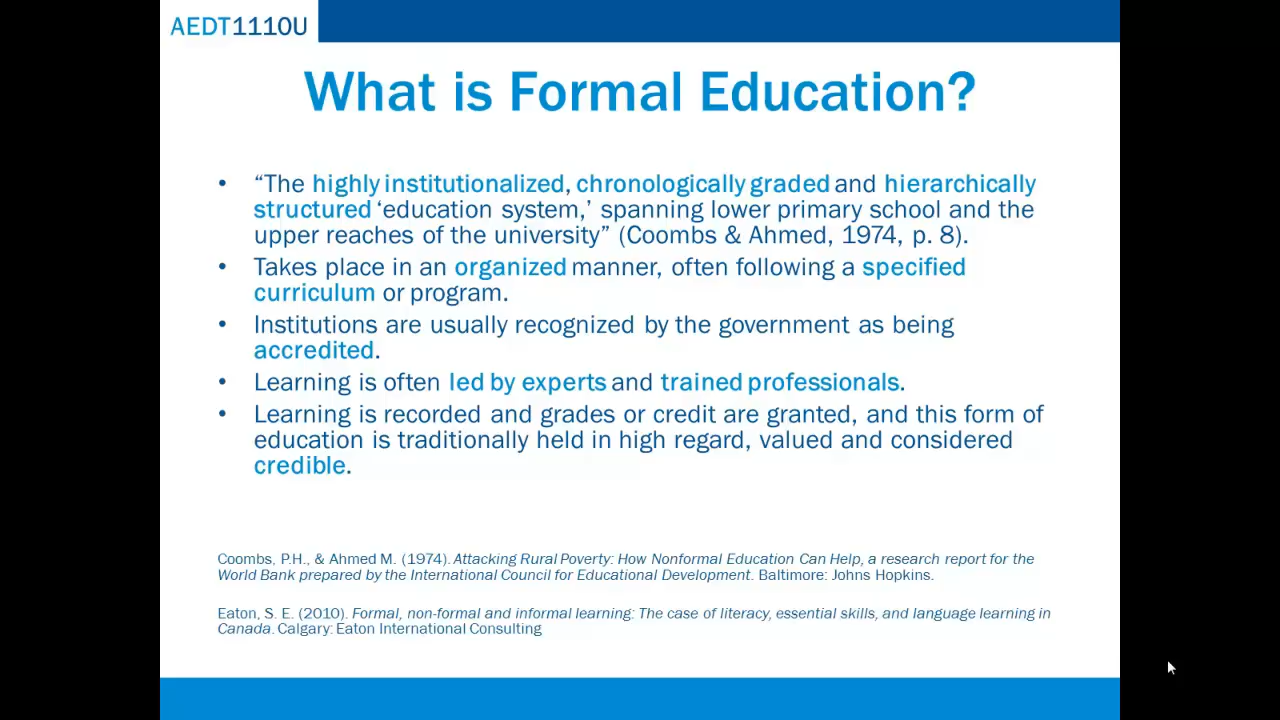 AEDT1110U
What is Formal Education?
• “The highly institutionalized, chronologically graded and hierarchically
structured ‘education system,’ spanning lower primary school and the
upper reaches of the university” (Coombs & Ahmed, 1974, p. 8).
• Takes place in an organized manner, often following a specified
curriculum or program.
• Institutions are usually recognized by the government as being
accredited.
• Learning is often led by experts and trained professionals.
• Learning is recorded and grades or credit are granted, and this form of
education is traditionally held in high regard, valued and considered
credible.
Coombs, P.H., & Ahmed M. (1974). Attacking Rural Poverty: How Nonformal Education Can Help, a research report for the
World Bank prepared by the International Council for Educational Development. Baltimore: Johns Hopkins.
Eaton, S. E. (2010). Formal, non-formal and informal learning: The case of literacy, essential skills, and language learning in
Canada. Calgary: Eaton International Consulting